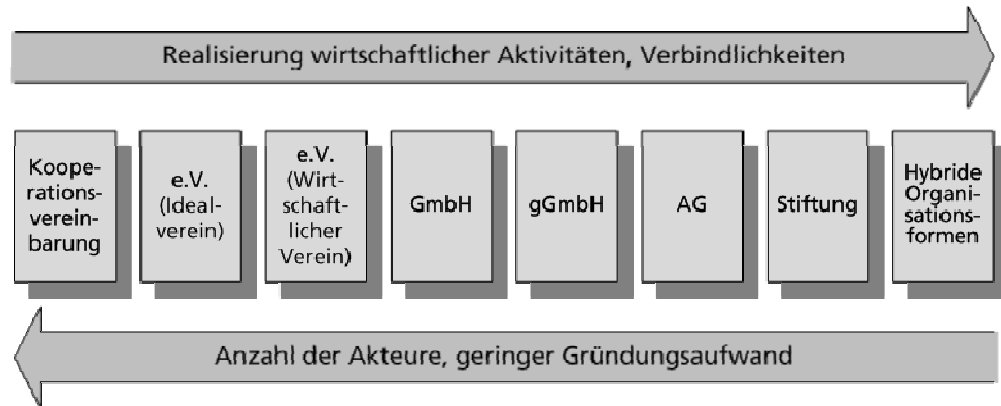 Realisierung wirtschaftlicher Aktivitäten, Verbindlichkeiten
Koope-
rations-
verein-
barung
e.V.
(Ideal-
verein)
e.V.
(Wirt-
schaft-
licher
Verein)
GmbH
gGmbH
AG
Stiftung
Hybride
Organi-
sations-
formen
Anzahl der Akteure, geringer Gründungsaufwand